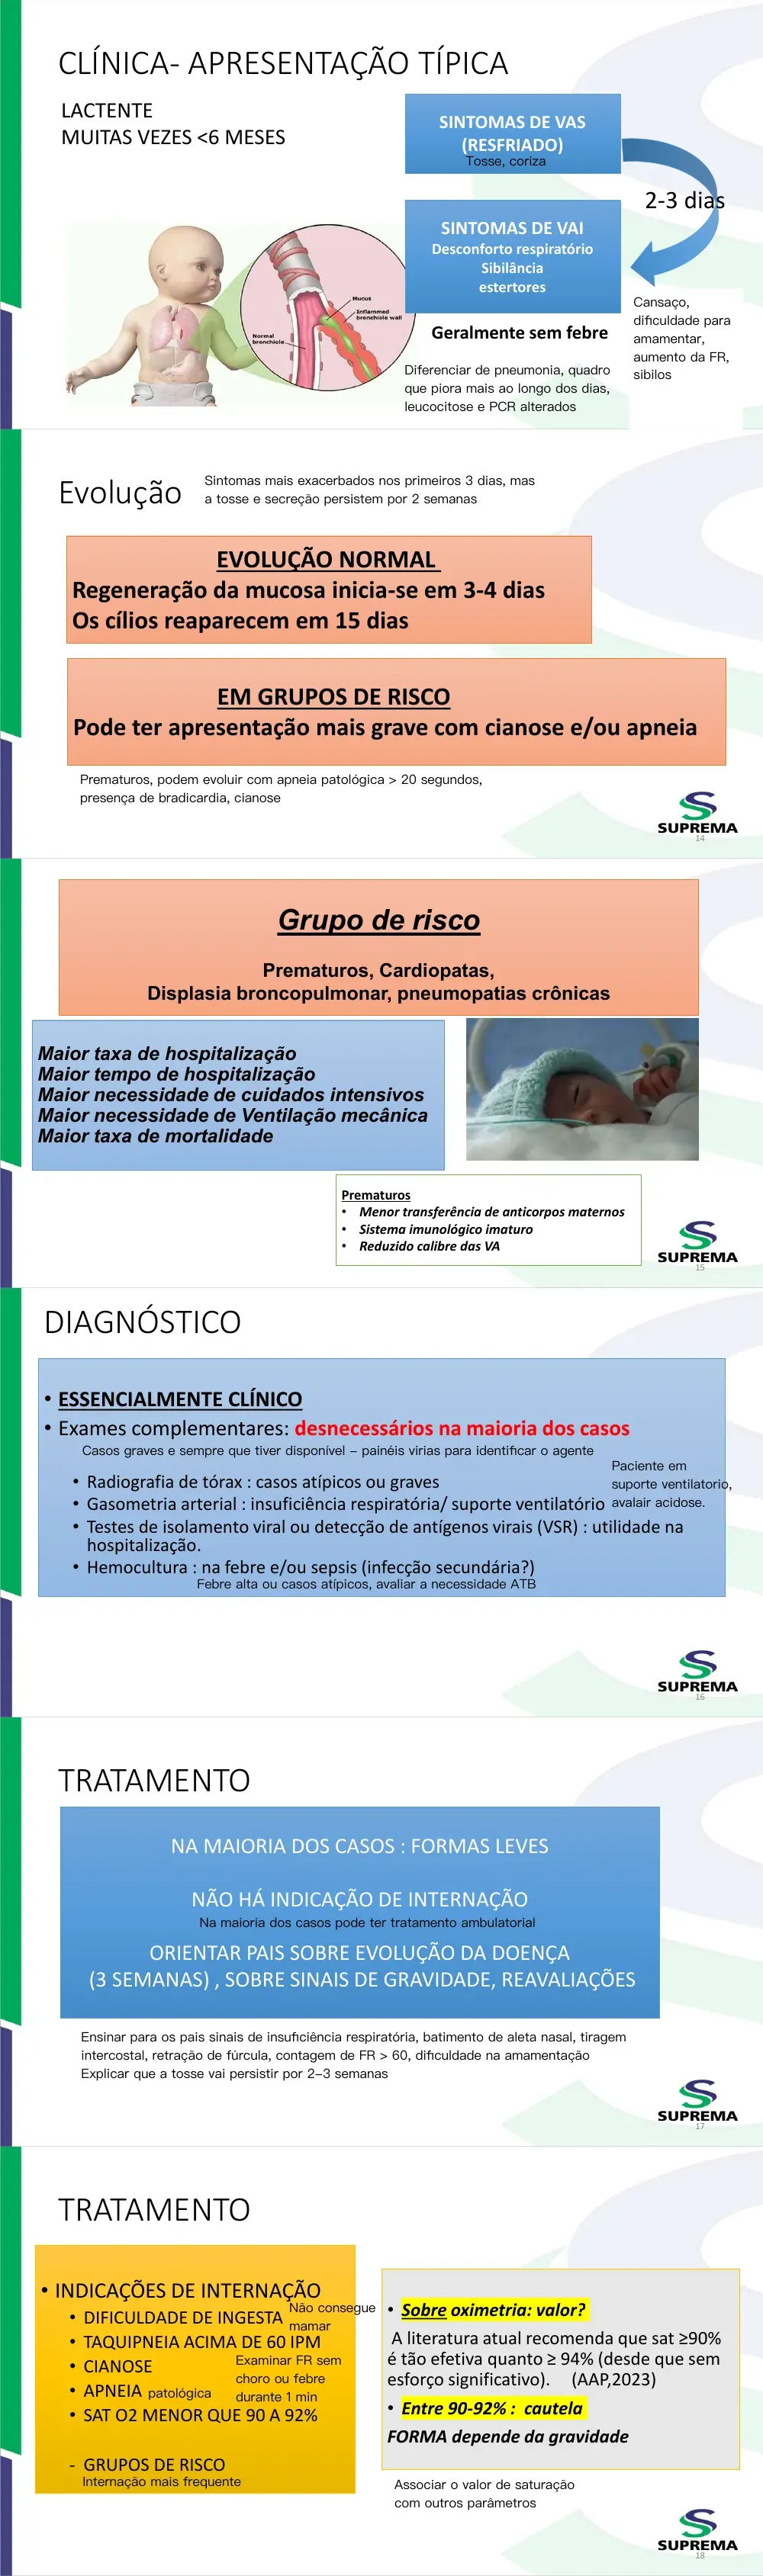 CLÍNICA- APRESENTAÇÃO TÍPICA
LACTENTE
MUITAS VEZES <6 MESES
SINTOMAS DE VAS
(RESFRIADO)
Tosse, coriza
2-3 dias
SINTOMAS DE VAI
Desconforto respiratório
Sibilância
estertores
Mucus
Inflammed
bronchiole wall
Normal
bronchiole
Geralmente sem febre
Cansaço,
dificuldade para
amamentar,
aumento da FR,
sibilos
Diferenciar de pneumonia, quadro
que piora mais ao longo dos dias,
leucocitose e PCR alterados
Evolução
Sintomas mais exacerbados nos primeiros 3 dias, mas
a tosse e secreção persistem por 2 semanas
EVOLUÇÃO NORMAL
Regeneração da mucosa inicia-se em 3-4 dias
Os cílios reaparecem em 15 dias
EM GRUPOS DE RISCO
Pode ter apresentação mais grave com cianose e/ou apneia
Prematuros, podem evoluir com apneia patológica > 20 segundos,
presença de bradicardia, cianose
SUPREMA
14
Grupo de risco
Prematuros, Cardiopatas,
Displasia broncopulmonar, pneumopatias crônicas
Maior taxa de hospitalização
Maior tempo de hospitalização
Maior necessidade de cuidados intensivos
Maior necessidade de Ventilação mecânica
Maior taxa de mortalidade
Prematuros
• Menor transferência de anticorpos maternos
• Sistema imunológico imaturo
• Reduzido calibre das VA
SUPREMA
15
DIAGNÓSTICO
• ESSENCIALMENTE CLÍNICO
• Exames complementares: desnecessários na maioria dos casos
Casos graves e sempre que tiver disponível – painéis virias para identificar o agente
• Radiografia de tórax : casos atípicos ou graves
• Gasometria arterial : insuficiência respiratória/ suporte ventilatório
Paciente em
suporte ventilatorio,
avalair acidose.
• Testes de isolamento viral ou detecção de antígenos virais (VSR) : utilidade na
hospitalização.
• Hemocultura : na febre e/ou sepsis (infecção secundária?)
Febre alta ou casos atípicos, avaliar a necessidade ATB
SUPREMA
16
TRATAMENTO
NA MAIORIA DOS CASOS : FORMAS LEVES
NÃO HÁ INDICAÇÃO DE INTERNAÇÃO
Na maioria dos casos pode ter tratamento ambulatorial
ORIENTAR PAIS SOBRE EVOLUÇÃO DA DOENÇA
(3 SEMANAS) , SOBRE SINAIS DE GRAVIDADE, REAVALIAÇÕES
Ensinar para os pais sinais de insuficiência respiratória, batimento de aleta nasal, tiragem
intercostal, retração de fúrcula, contagem de FR > 60, dificuldade na amamentação
Explicar que a tosse vai persistir por 2–3 semanas
SUPREMA
17
TRATAMENTO
• INDICAÇÕES DE INTERNAÇÃO
• DIFICULDADE DE INGESTA
Não consegue
mamar
• TAQUIPNEIA ACIMA DE 60 IPM
• CIANOSE
Examinar FR sem
choro ou febre
durante 1 min
• APNEIA patológica
• SAT O2 MENOR QUE 90 A 92%
- GRUPOS DE RISCO
Internação mais frequente
• Sobre oximetria: valor?
A literatura atual recomenda que sat ≥90%
é tão efetiva quanto ≥ 94% (desde que sem
esforço significativo). (AAP,2023)
• Entre 90-92% : cautela
FORMA depende da gravidade
Associar o valor de saturação
com outros parâmetros
SUPREMA
18